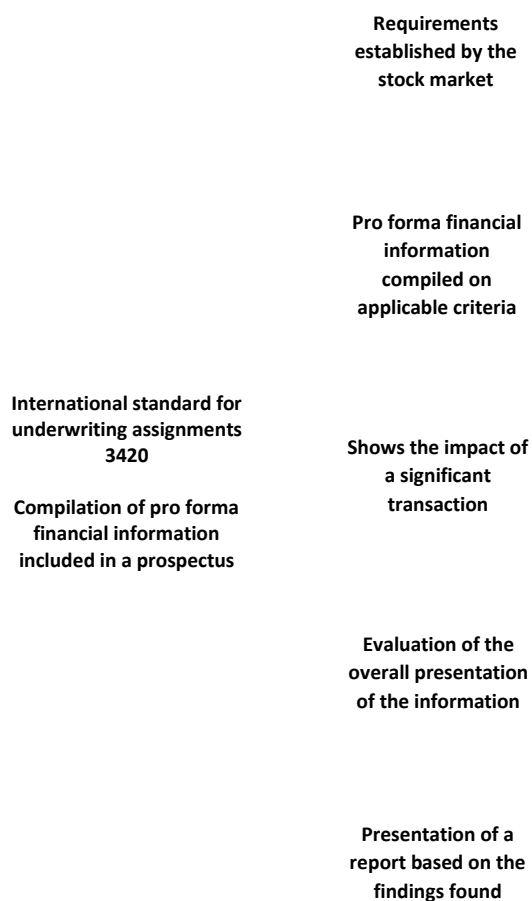 Requirements
established by the
stock market
Pro forma financial
information
compiled on
applicable criteria
International standard for
underwriting assignments
3420
Compilation of pro forma
financial information
included in a prospectus
Shows the impact of
a significant
transaction
Evaluation of the
overall presentation
of the information
Presentation of a
report based on the
findings found